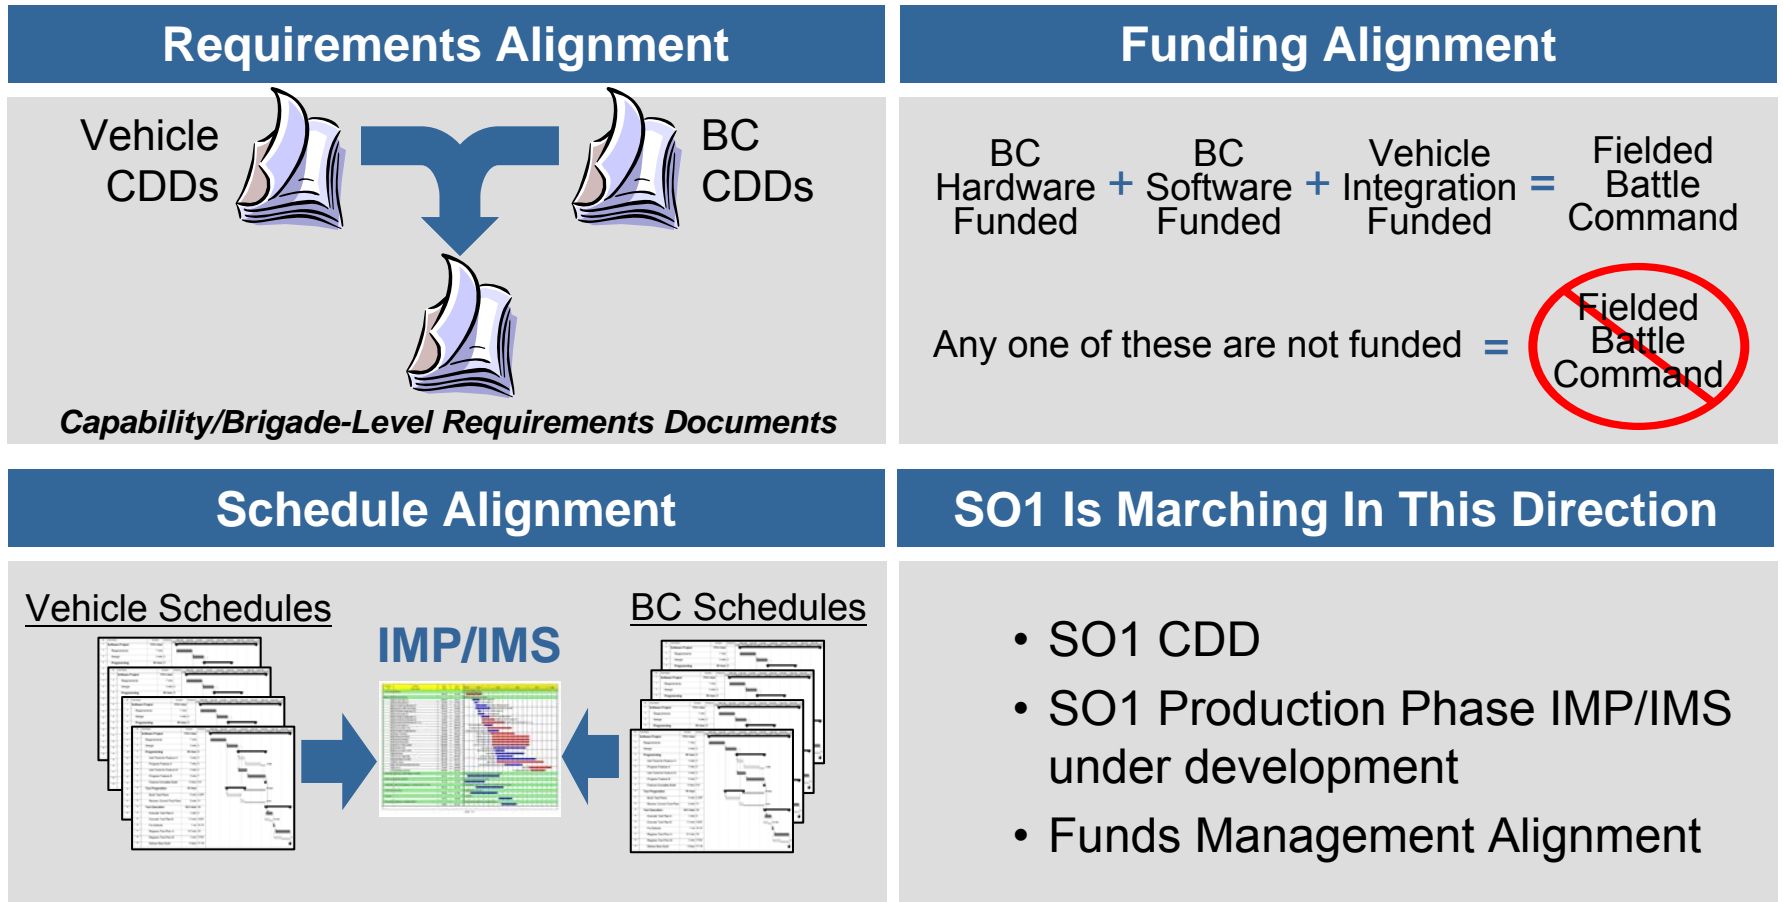 Requirements Alignment
Vehicle
CDDs
BC
CDDs
Capability/Brigade-Level Requirements Documents
Funding Alignment
BC
Hardware
Funded
+
BC
Software
Funded
+
Vehicle
Integration
Funded
=
Fielded
Battle
Command
Any one of these are not funded =
Fielded
Battle
Command
Schedule Alignment
Vehicle Schedules
IMP/IMS
BC Schedules
SO1 Is Marching In This Direction
• SO1 CDD
• SO1 Production Phase IMP/IMS
under development
• Funds Management Alignment